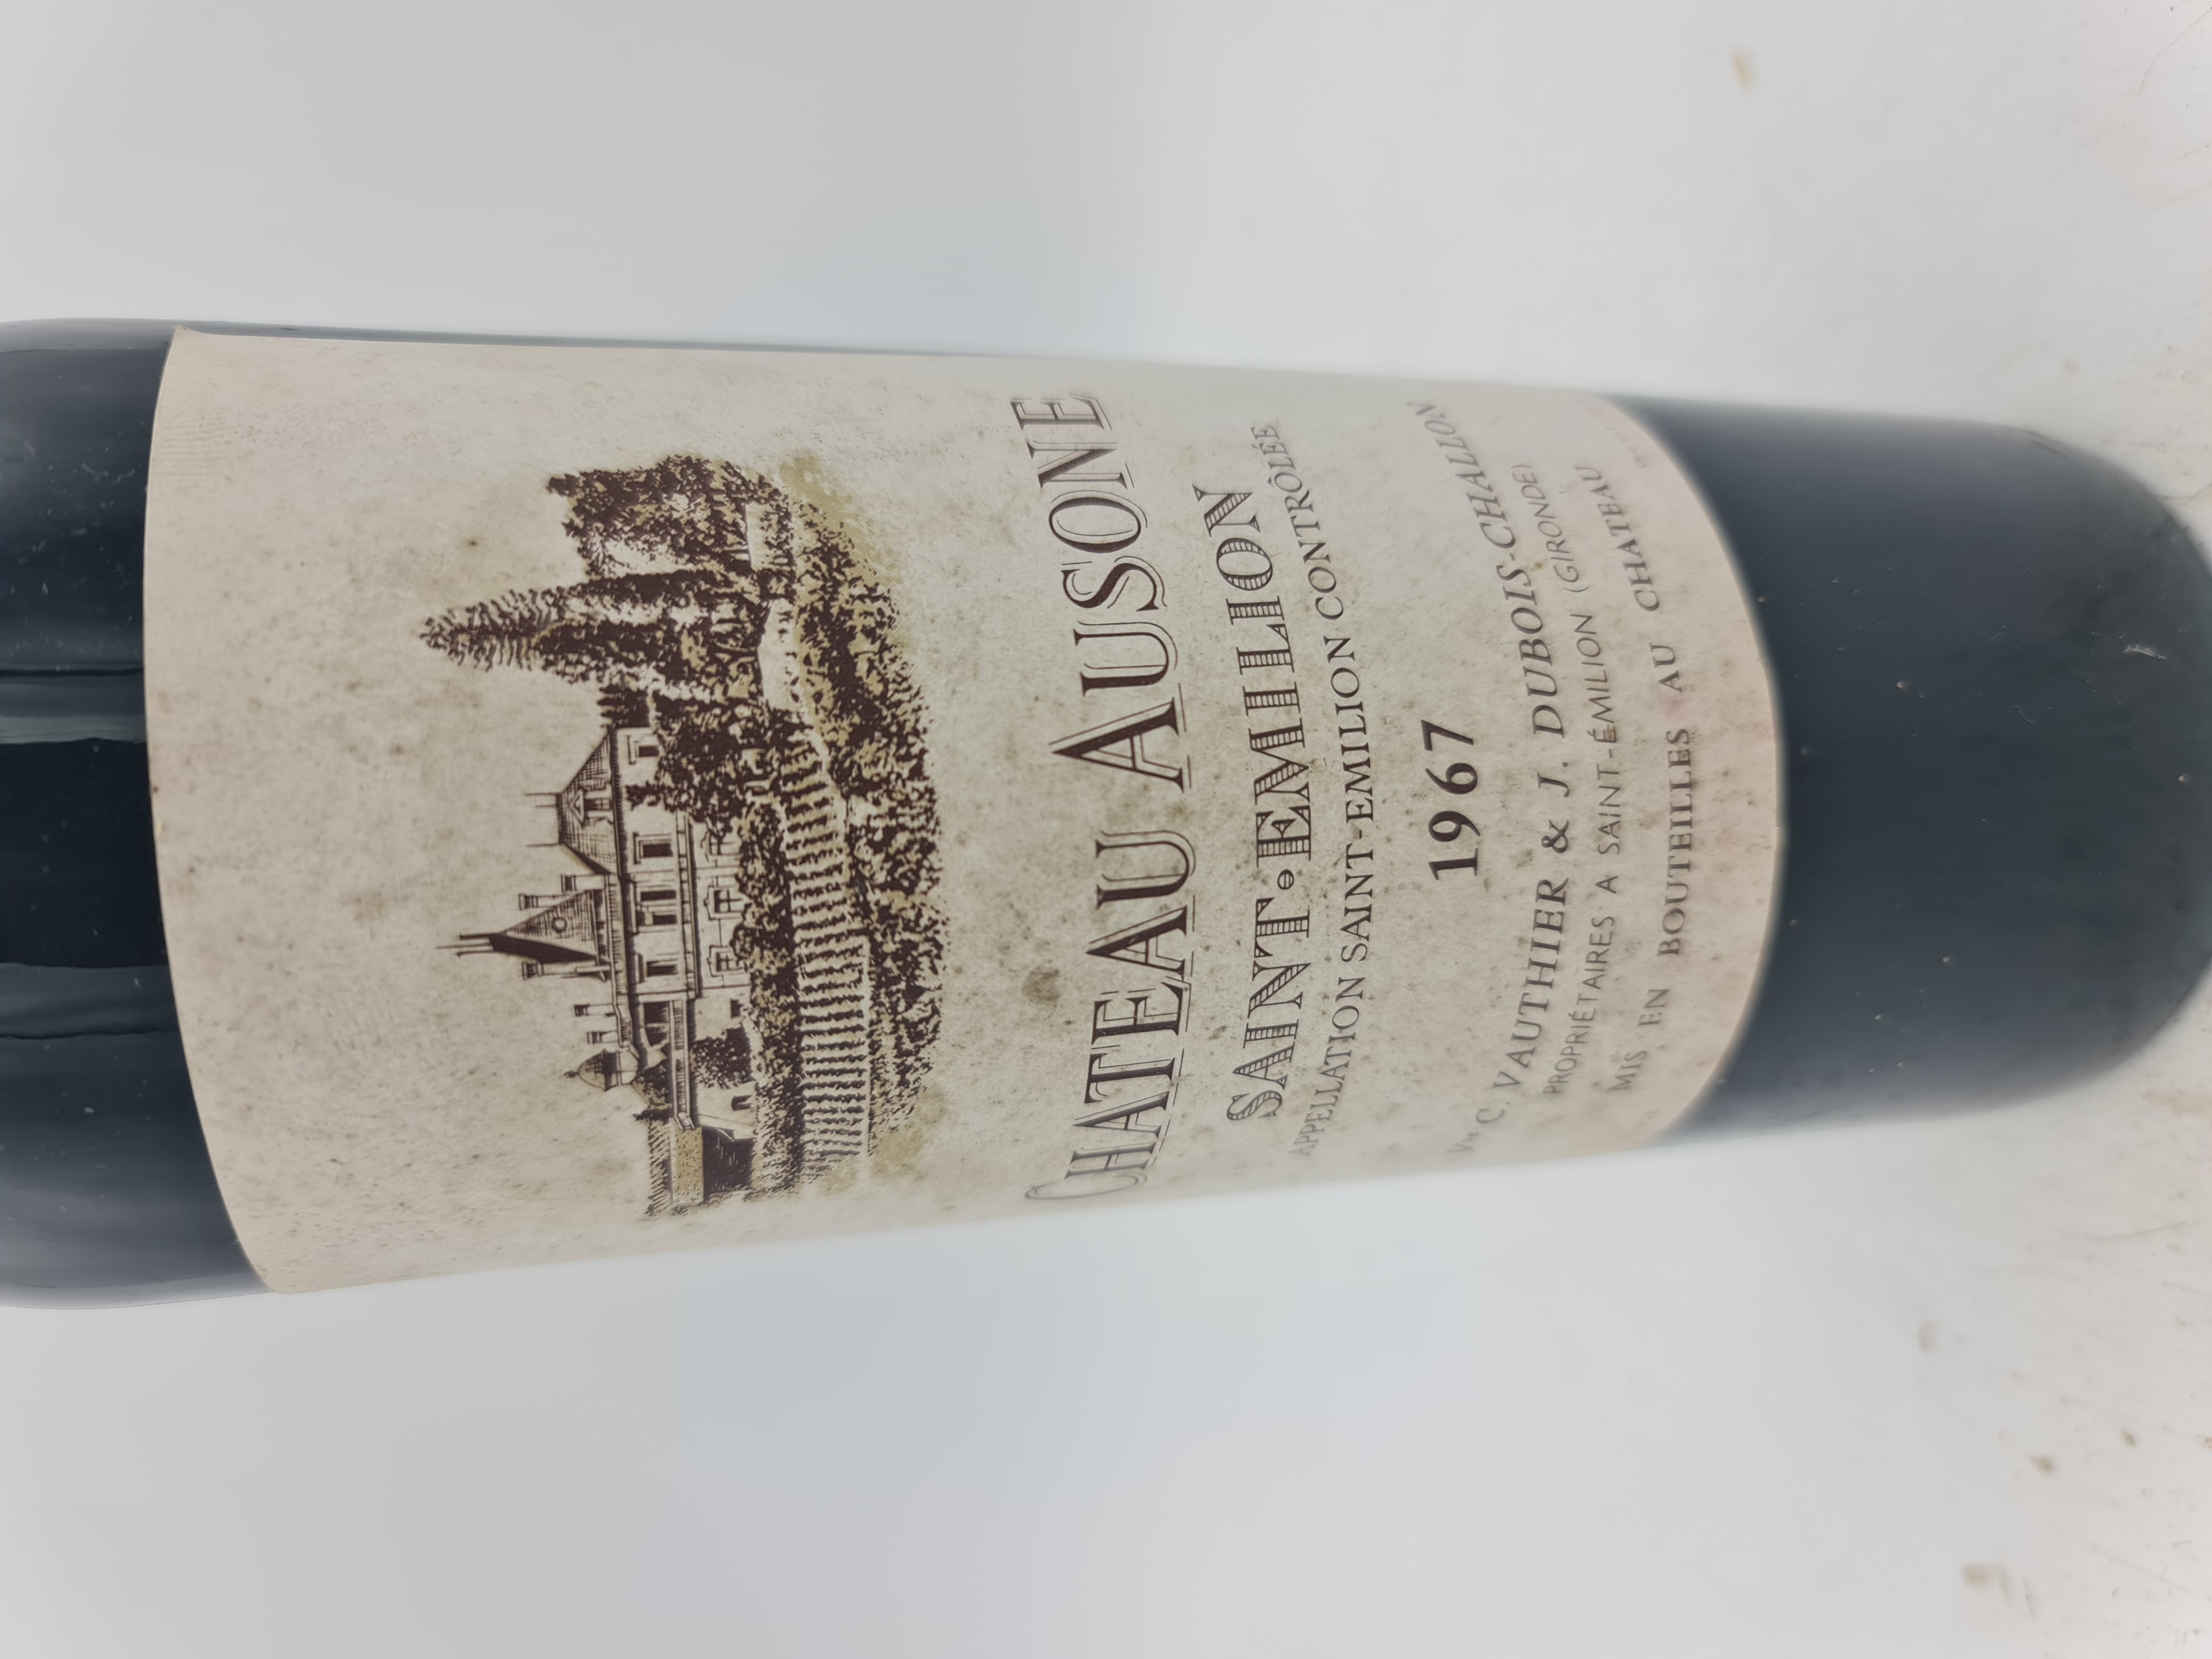 CHATEAU AUSONE
SAINT-EMILION
APPELLATION SAINT-EMILION CONTRÔLÉE
1967
Vve C. VAUTHIER & J. DUBOIS-CHALLON
PROPRIÉTAIRES A SAINT-ÉMILION (GIRONDE)
MIS EN BOUTEILLES AU CHATEAU